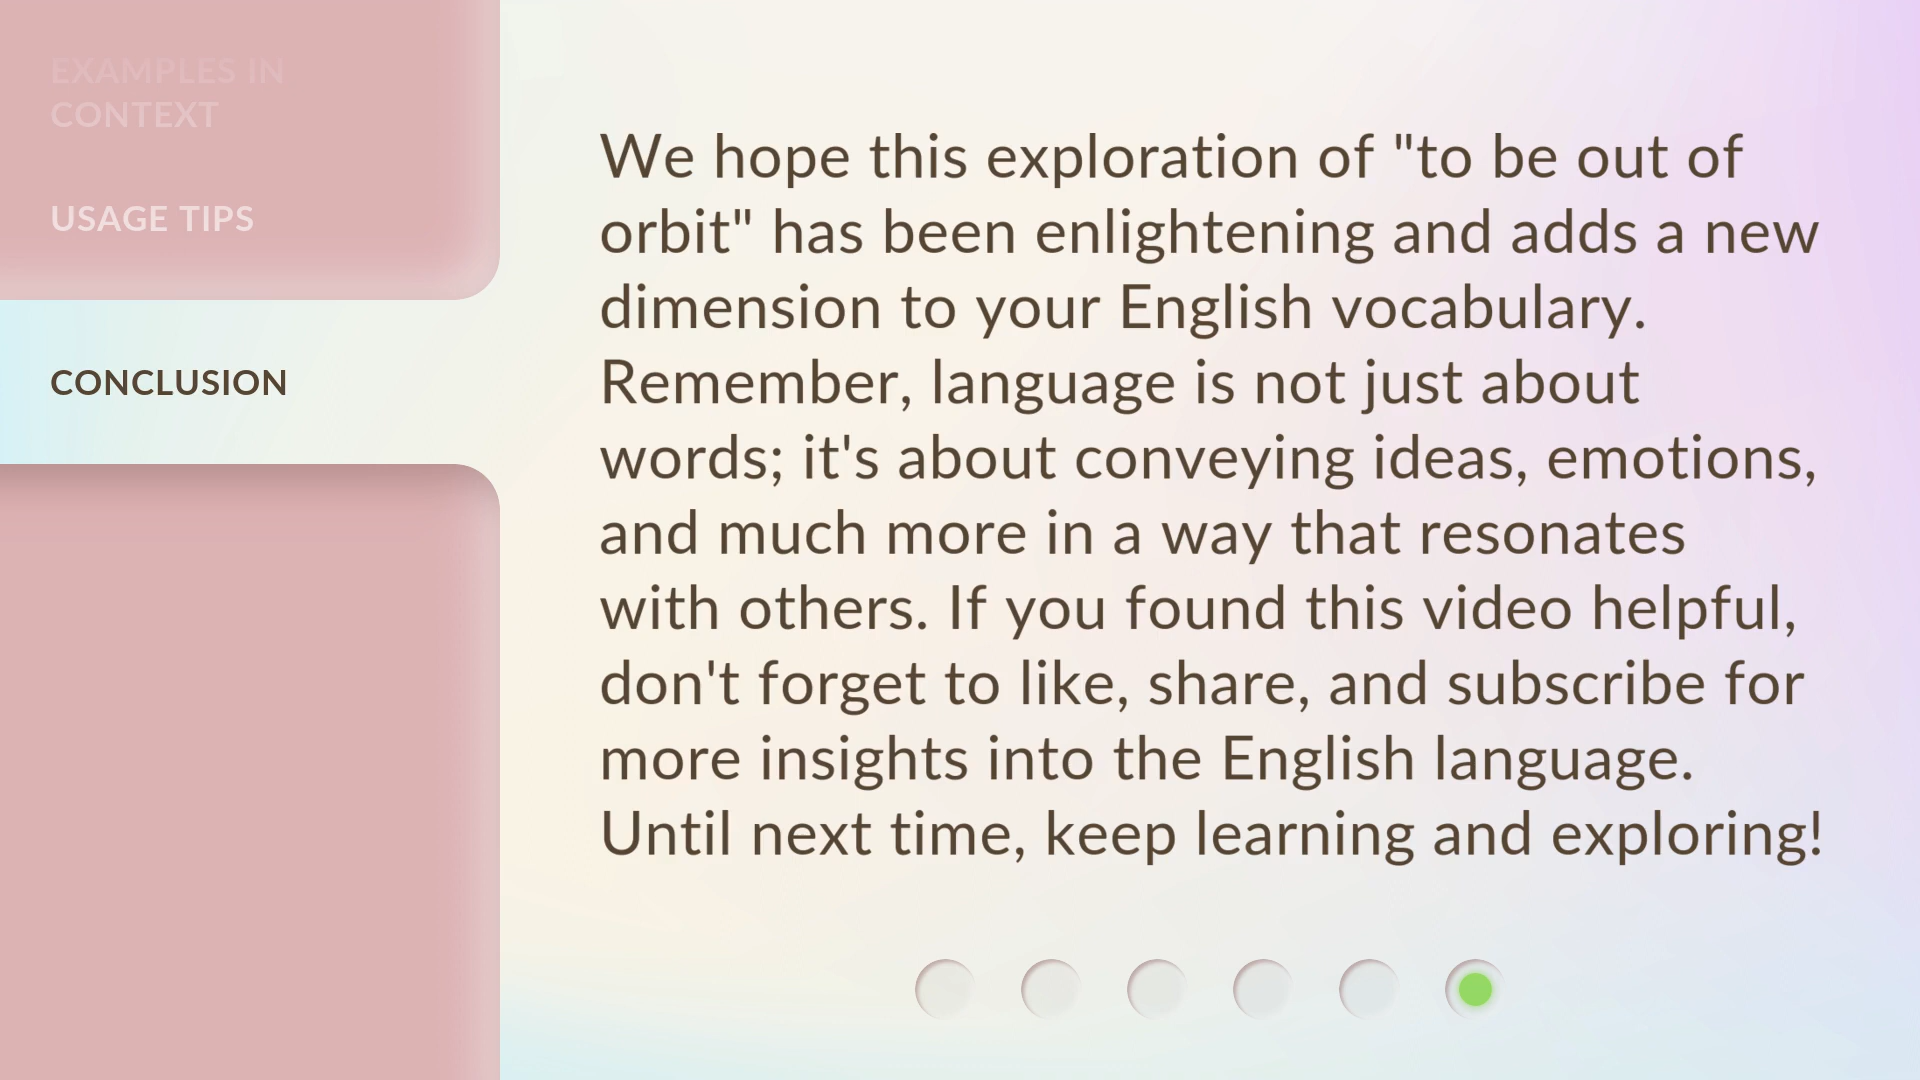 EXAMPLES IN
CONTEXT
USAGE TIPS
CONCLUSION
We hope this exploration of "to be out of
orbit" has been enlightening and adds a new
dimension to your English vocabulary.
Remember, language is not just about
words; it's about conveying ideas, emotions,
and much more in a way that resonates
with others. If you found this video helpful,
don't forget to like, share, and subscribe for
more insights into the English language.
Until next time, keep learning and exploring!